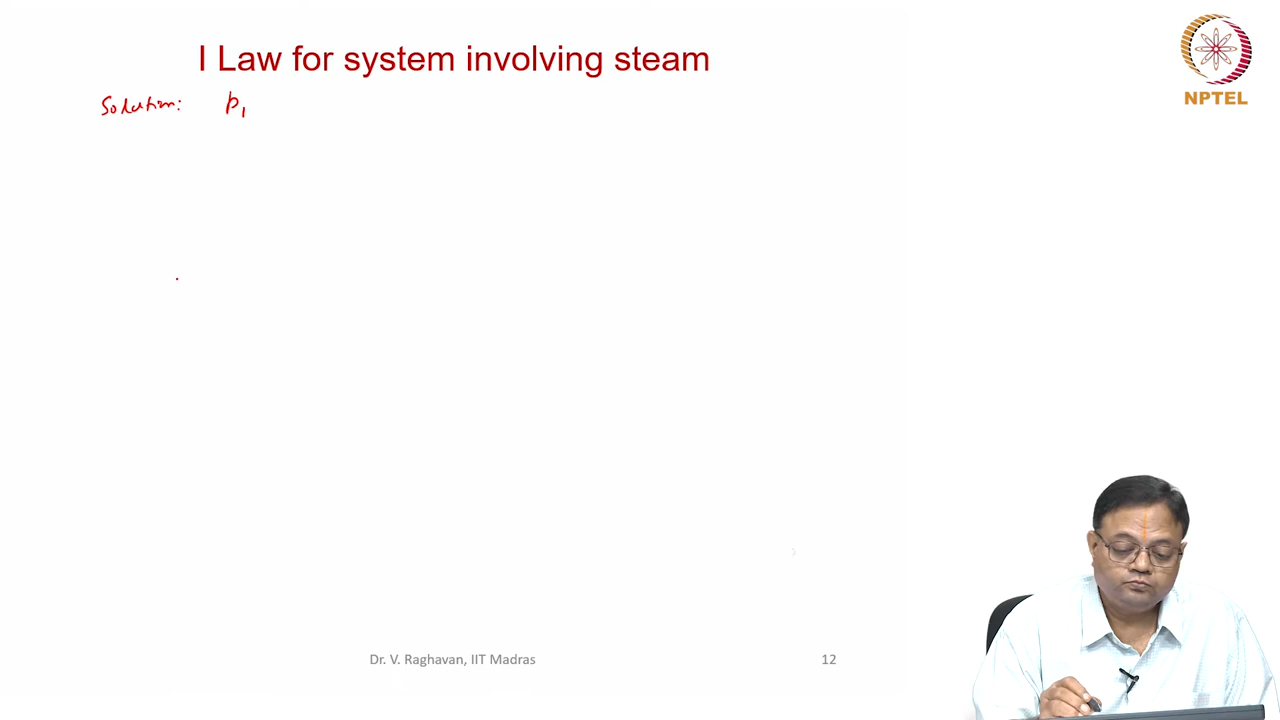 I Law for system involving steam
Solution: p1
NPTEL
Dr. V. Raghavan, IIT Madras
12